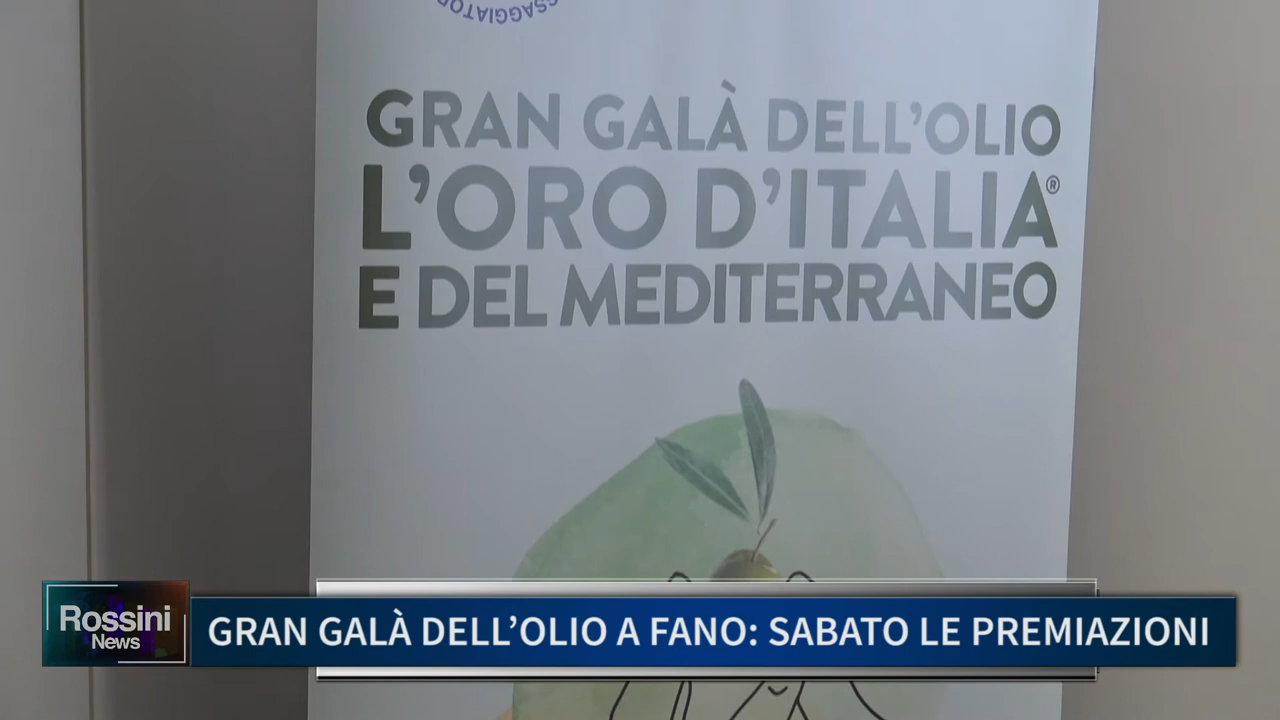 GRAN GALÀ DELL'OLIO
L'ORO D'ITALIA®
E DEL MEDITERRANEO
Rossini
News
GRAN GALÀ DELL'OLIO A FANO: SABATO LE PREMIAZIONI